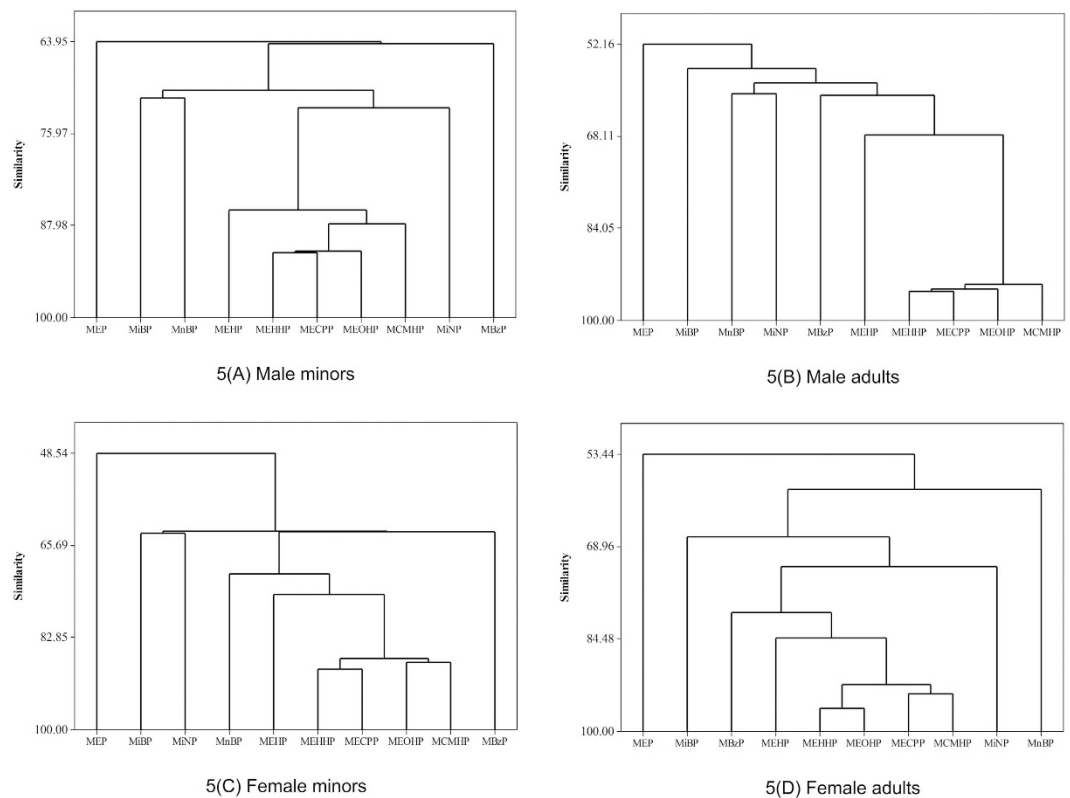 63.95
75.97
87.98
100.00
Similarity
MEP MiBP MnBP MEHP MEHHP MECPP MEOHP MCMHP MiNP MBzP
5(A) Male minors
52.16
68.11
84.05
100.00
Similarity
MEP MiBP MnBP MiNP MBzP MEHP MEHHP MECPP MEOHP MCMHP
5(B) Male adults
48.54
65.69
82.85
100.00
Similarity
MEP MiBP MiNP MnBP MEHP MEHHP MECPP MEOHP MCMHP MBzP
5(C) Female minors
53.44
68.96
84.48
100.00
Similarity
MEP MiBP MBzP MEHP MEHHP MEOHP MECPP MCMHP MiNP MnBP
5(D) Female adults